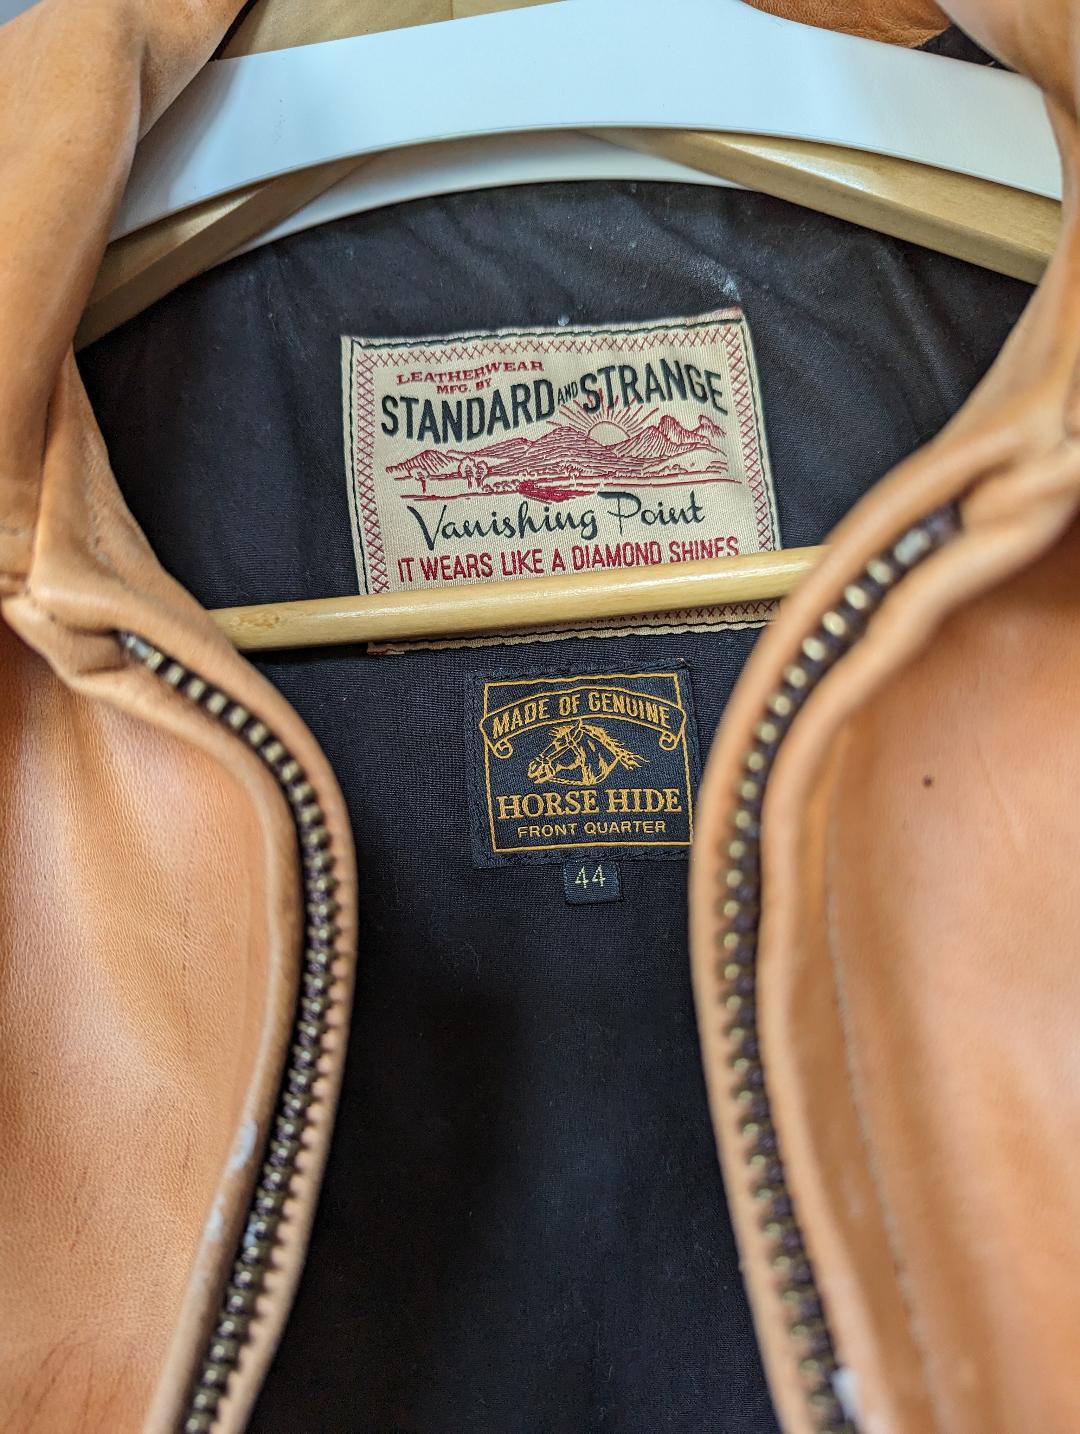 LEATHERWEAR
MFG. BY
STANDARD AND STRANGE
Vanishing Point
IT WEARS LIKE A DIAMOND SHINES
MADE OF GENUINE
HORSE HIDE
FRONT QUARTER
44